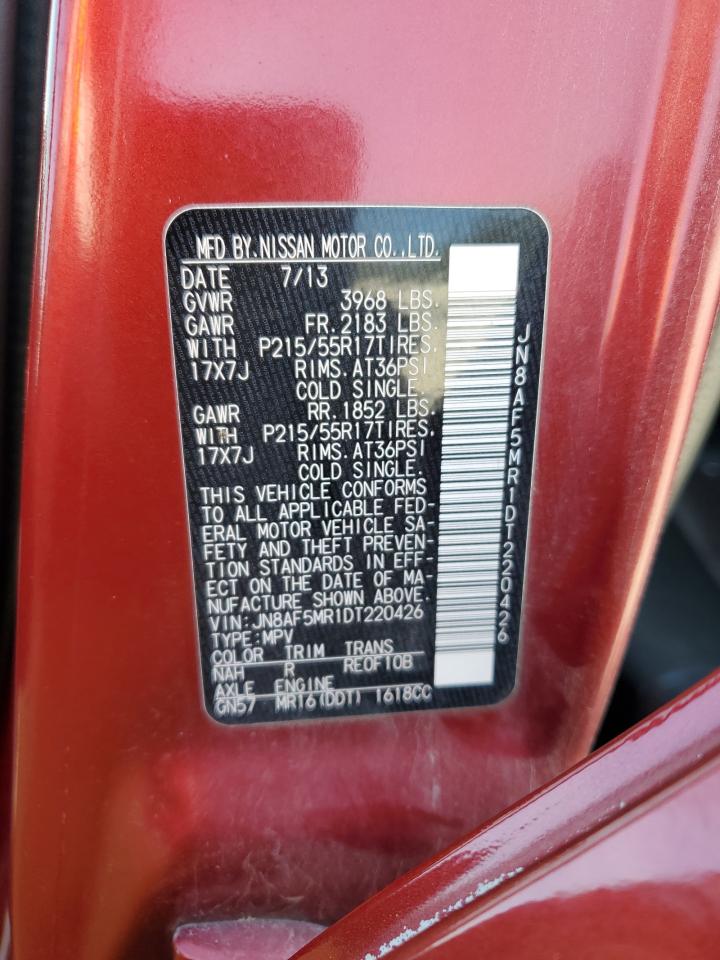 MFD BY.NISSAN MOTOR CO.,LTD.
DATE 7/13
GVWR 3968 LBS.
GAWR FR.2183 LBS.
WITH P215/55R17TIRES.
17X7J RIMS.AT36PSI
COLD SINGLE.
GAWR RR.1852 LBS.
WITH P215/55R17TIRES.
17X7J RIMS.AT36PSI
COLD SINGLE.
THIS VEHICLE CONFORMS
TO ALL APPLICABLE FED-
ERAL MOTOR VEHICLE SA-
FETY AND THEFT PREVEN-
TION STANDARDS IN EFF-
ECT ON THE DATE OF MA-
NUFACTURE SHOWN ABOVE.
VIN:JN8AF5MR1DT220426
TYPE:MPV
COLOR TRIM TRANS
NAH R RE0F10B
AXLE ENGINE
GN57 MR16(DDT) 1618CC
JN8AF5MR1DT220426